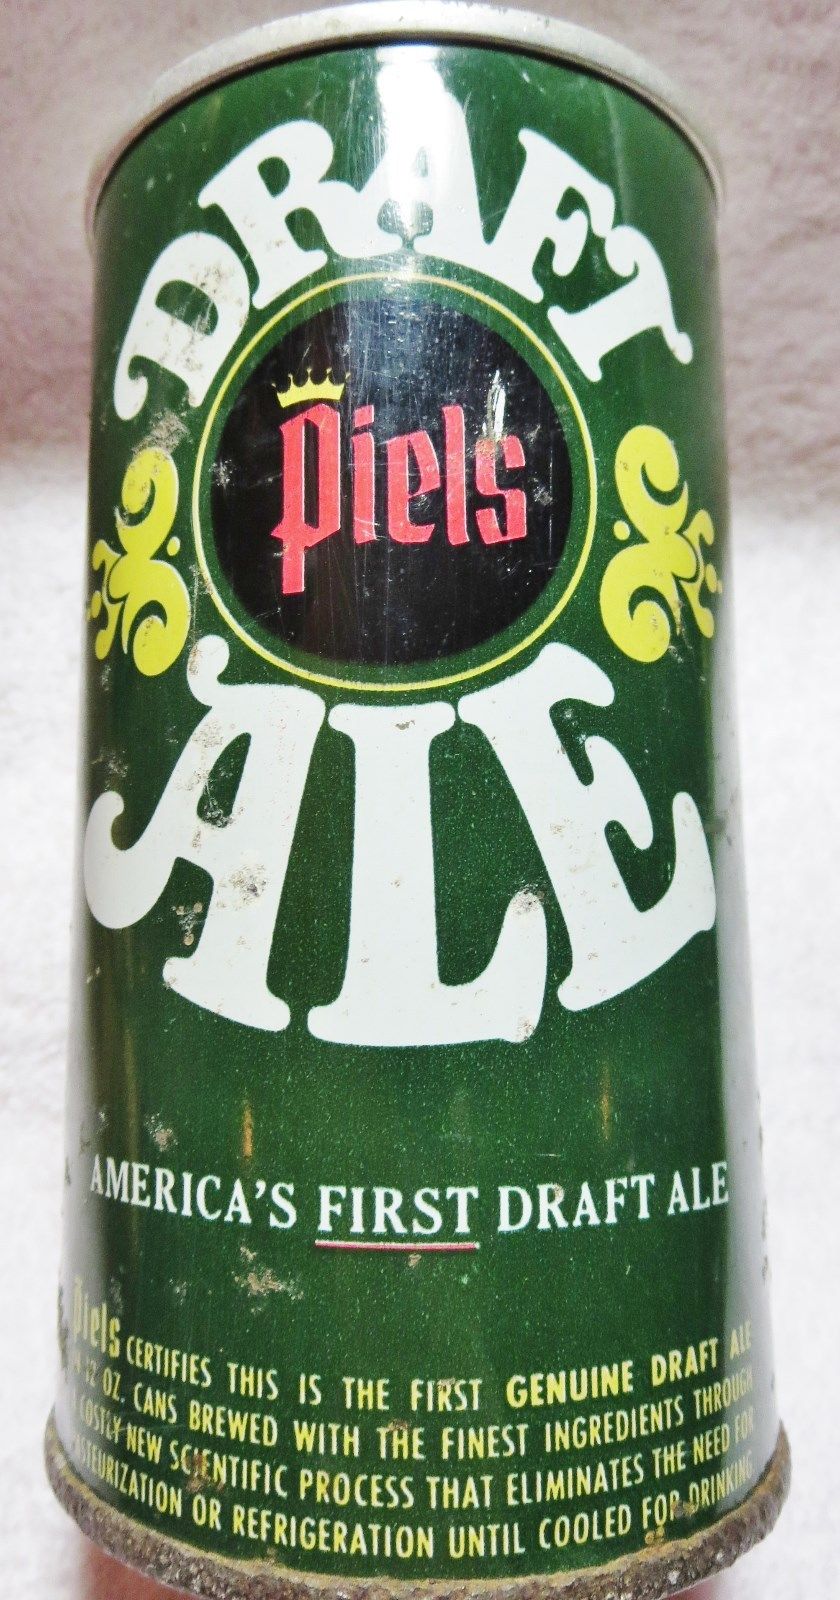 DRAFT
Piels
ALE
AMERICA'S FIRST DRAFT ALE
Piels CERTIFIES THIS IS THE FIRST GENUINE DRAFT ALE
12 OZ. CANS BREWED WITH THE FINEST INGREDIENTS THROUGH
COSTLY NEW SCIENTIFIC PROCESS THAT ELIMINATES THE NEED FOR
PASTEURIZATION OR REFRIGERATION UNTIL COOLED FOR DRINKING